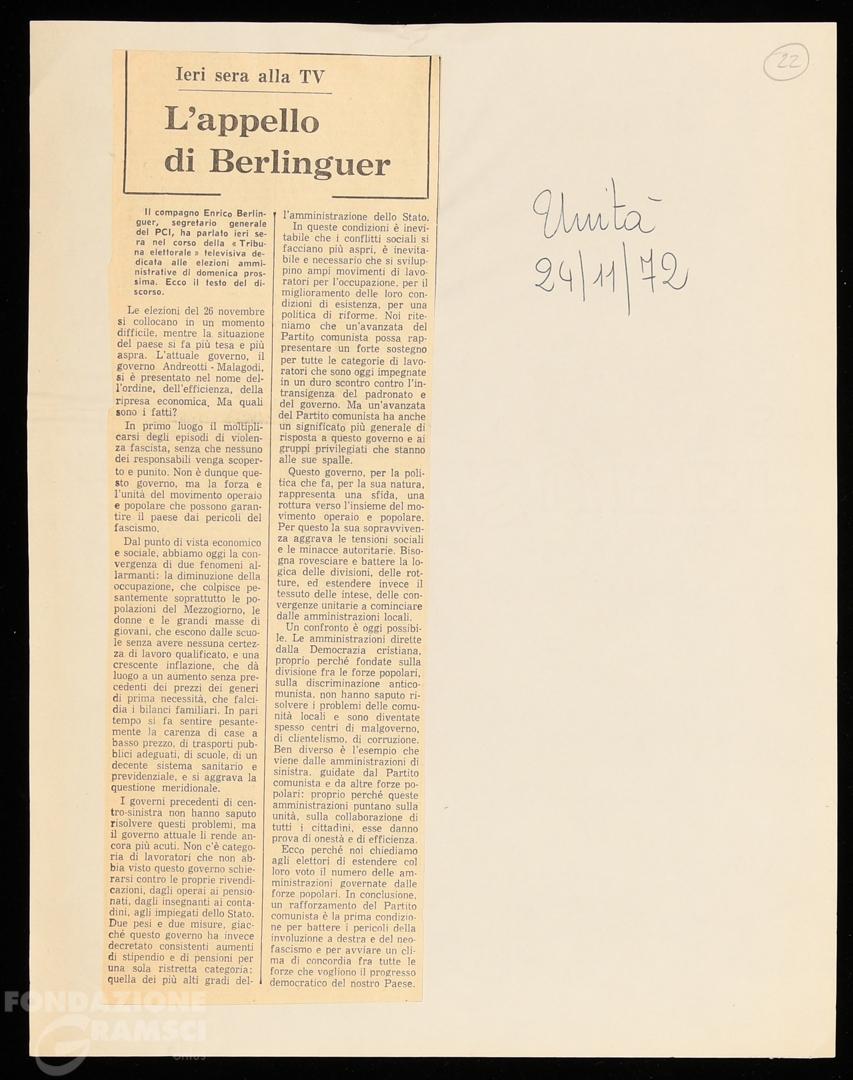 22
Ieri sera alla TV
L'appello
di Berlinguer
Unità
24/11/72
Il compagno Enrico Berlin-
guer, segretario generale
del PCI, ha parlato ieri se-
ra nel corso della « Tribu-
na elettorale » televisiva de-
dicata alle elezioni ammi-
nistrative di domenica pros-
sima. Ecco il testo del di-
scorso.
Le elezioni del 26 novembre
si collocano in un momento
difficile, mentre la situazione
del paese si fa più tesa e più
aspra. L'attuale governo, il
governo Andreotti - Malagodi,
si è presentato nel nome del-
l'ordine, dell'efficienza, della
ripresa economica. Ma quali
sono i fatti?
In primo luogo il moltipli-
carsi degli episodi di violen-
za fascista, senza che nessuno
dei responsabili venga scoper-
to e punito. Non è dunque que-
sto governo, ma la forza e
l'unità del movimento operaio
e popolare che possono garan-
tire il paese dai pericoli del
fascismo.
Dal punto di vista economico
e sociale, abbiamo oggi la con-
vergenza di due fenomeni al-
larmanti: la diminuzione della
occupazione, che colpisce pe-
santemente soprattutto le po-
polazioni del Mezzogiorno, le
donne e le grandi masse di
giovani, che escono dalle scuo-
le senza avere nessuna certez-
za di lavoro qualificato, e una
crescente inflazione, che dà
luogo a un aumento senza pre-
cedenti dei prezzi dei generi
di prima necessità, che falci-
dia i bilanci familiari. In pari
tempo si fa sentire pesante-
mente la carenza di case a
basso prezzo, di trasporti pub-
blici adeguati, di scuole, di un
decente sistema sanitario e
previdenziale, e si aggrava la
questione meridionale.
I governi precedenti di cen-
tro-sinistra non hanno saputo
risolvere questi problemi, ma
il governo attuale li rende an-
cora più acuti. Non c'è catego-
ria di lavoratori che non ab-
bia visto questo governo schie-
rarsi contro le proprie rivendi-
cazioni, dagli operai ai pensio-
nati, dagli insegnanti ai conta-
dini, agli impiegati dello Stato.
Due pesi e due misure, giac-
ché questo governo ha invece
decretato consistenti aumenti
di stipendio e di pensioni per
una sola ristretta categoria:
quella dei più alti gradi del-
l'amministrazione dello Stato.
In queste condizioni è inevi-
tabile che i conflitti sociali si
facciano più aspri, è inevita-
bile e necessario che si svilup-
pino ampi movimenti di lavo-
ratori per l'occupazione, per il
miglioramento delle loro con-
dizioni di esistenza, per una
politica di riforme. Noi rite-
niamo che un'avanzata del
Partito comunista possa rap-
presentare un forte sostegno
per tutte le categorie di lavo-
ratori che sono oggi impegnate
in un duro scontro contro l'in-
transigenza del padronato e
del governo. Ma un'avanzata
del Partito comunista ha anche
un significato più generale di
risposta a questo governo e ai
gruppi privilegiati che stanno
alle sue spalle.
Questo governo, per la poli-
tica che fa, per la sua natura,
rappresenta una sfida, una
rottura verso l'insieme del mo-
vimento operaio e popolare.
Per questo la sua sopravviven-
za aggrava le tensioni sociali
e le minacce autoritarie. Biso-
gna rovesciare e battere la lo-
gica delle divisioni, delle rot-
ture, ed estendere invece il
tessuto delle intese, delle con-
vergenze unitarie a cominciare
dalle amministrazioni locali.
Un confronto è oggi possibi-
le. Le amministrazioni dirette
dalla Democrazia cristiana,
proprio perché fondate sulla
divisione fra le forze popolari,
sulla discriminazione antico-
munista, non hanno saputo ri-
solvere i problemi delle comu-
nità locali e sono diventate
spesso centri di malgoverno,
di clientelismo, di corruzione.
Ben diverso è l'esempio che
viene dalle amministrazioni di
sinistra, guidate dal Partito
comunista e da altre forze po-
polari: proprio perché queste
amministrazioni puntano sulla
unità, sulla collaborazione di
tutti i cittadini, esse danno
prova di onestà e di efficienza.
Ecco perché noi chiediamo
agli elettori di estendere col
loro voto il numero delle am-
ministrazioni governate dalle
forze popolari. In conclusione,
un rafforzamento del Partito
comunista è la prima condizio-
ne per battere i pericoli della
involuzione a destra e del neo-
fascismo e per avviare un cli-
ma di concordia fra tutte le
forze che vogliono il progresso
democratico del nostro Paese.
FONDAZIONE
GRAMSCI
onlus